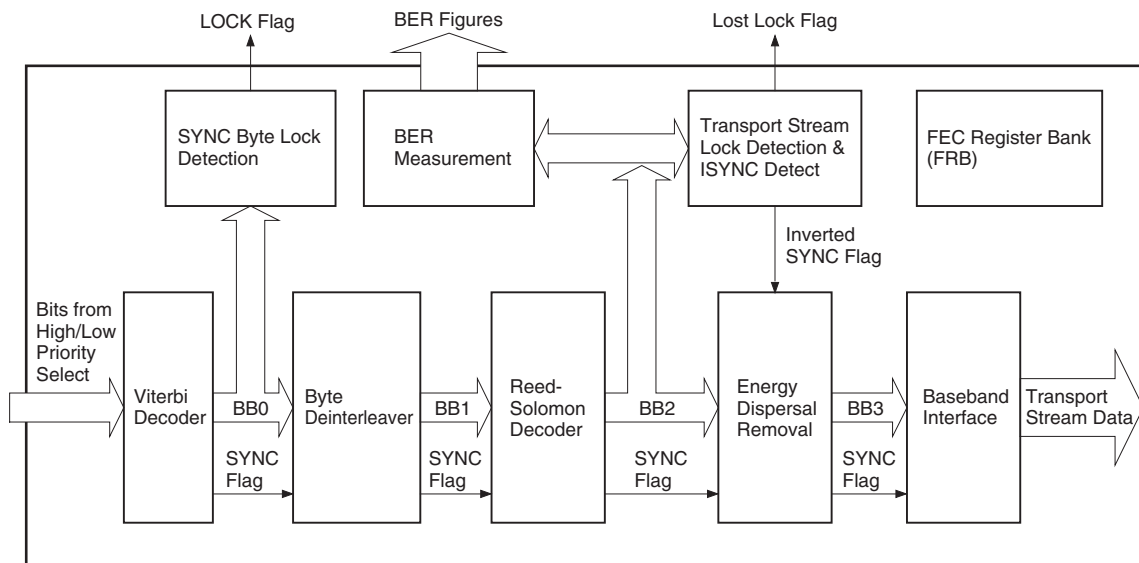 LOCK Flag
BER Figures
Lost Lock Flag
SYNC Byte Lock
Detection
BER
Measurement
Transport Stream
Lock Detection &
ISYNC Detect
FEC Register Bank
(FRB)
Inverted
SYNC Flag
Bits from
High/Low
Priority
Select
Viterbi
Decoder
BB0
Byte
Deinterleaver
BB1
Reed-
Solomon
Decoder
BB2
Energy
Dispersal
Removal
BB3
Baseband
Interface
Transport
Stream Data
SYNC
Flag
SYNC
Flag
SYNC
Flag
SYNC
Flag